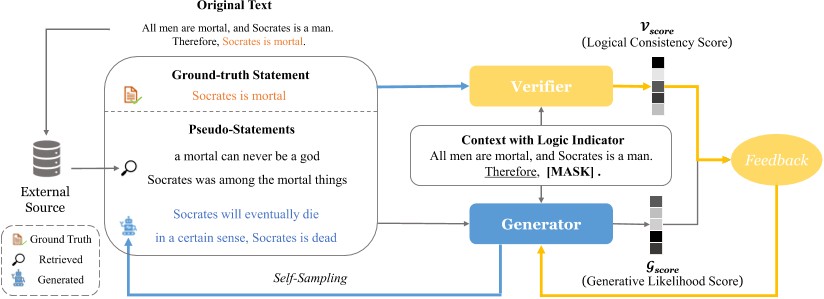 Original Text
All men are mortal, and Socrates is a man.
Therefore, Socrates is mortal.
Ground-truth Statement
Socrates is mortal
Pseudo-Statements
a mortal can never be a god
Socrates was among the mortal things
Socrates will eventually die
in a certain sense, Socrates is dead
External
Source
Ground Truth
Retrieved
Generated
Self-Sampling
Verifier
Context with Logic Indicator
All men are mortal, and Socrates is a man.
Therefore, [MASK] .
Generator
𝒱score
(Logical Consistency Score)
Feedback
𝒢score
(Generative Likelihood Score)